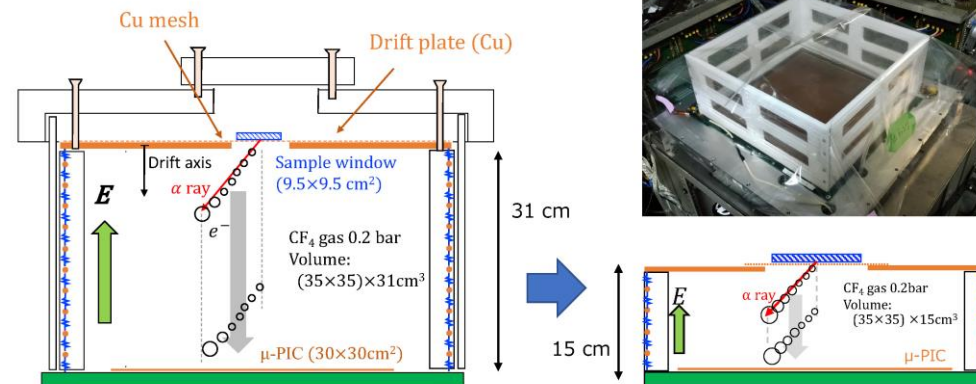 Cu mesh
Drift plate (Cu)
Drift axis
α ray
Sample window
(9.5×9.5 cm²)
E
e⁻
CF₄ gas 0.2 bar
Volume:
(35×35)×31cm³
31 cm
μ-PIC (30×30cm²)
E
α ray
CF₄ gas 0.2bar
Volume:
(35×35) ×15cm³
15 cm
μ-PIC